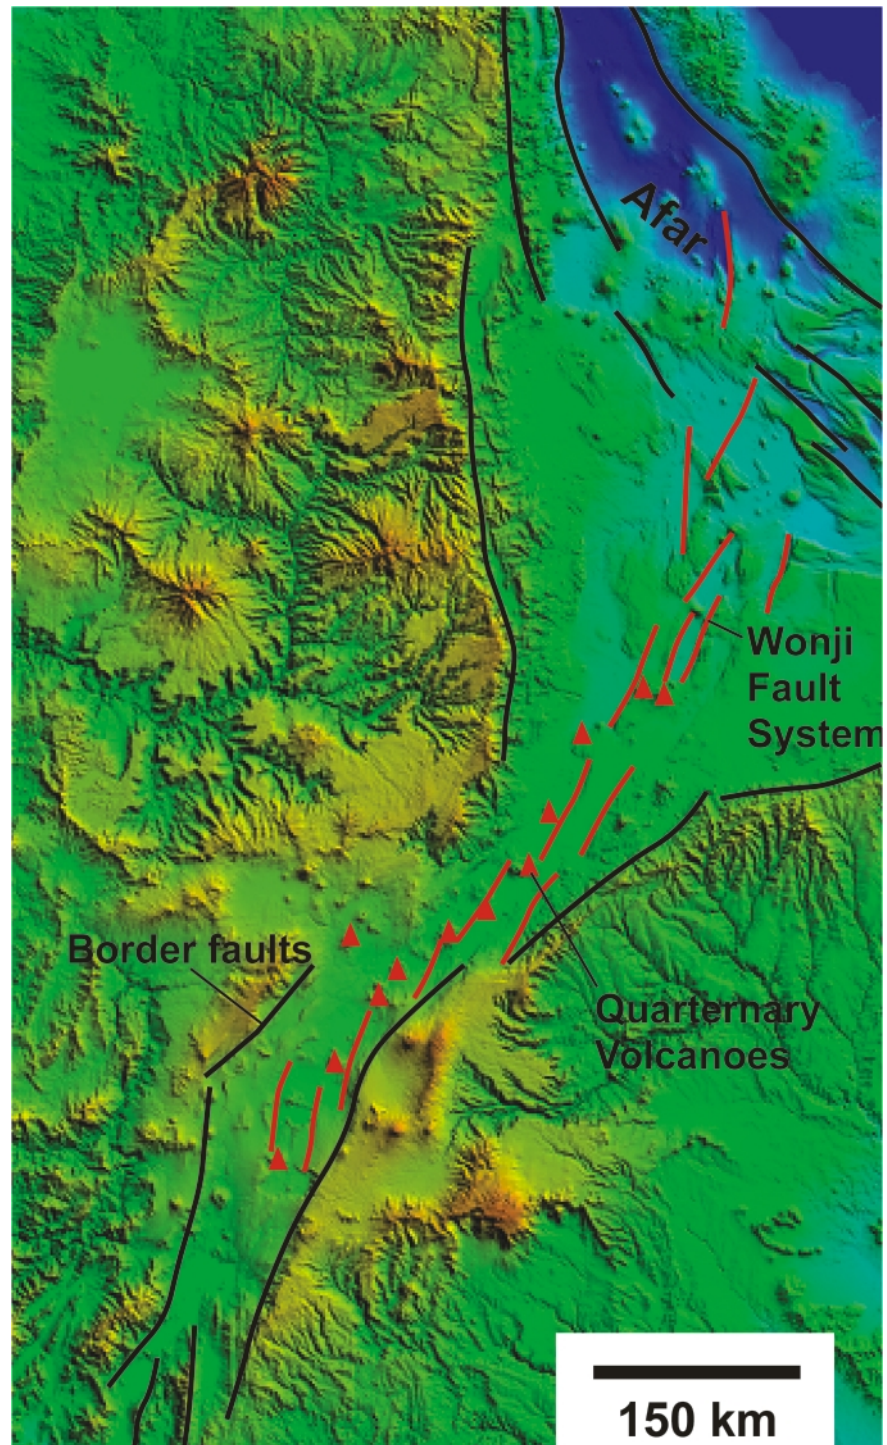 Afar
Wonji
Fault
System
Border faults
Quarternary
Volcanoes
150 km